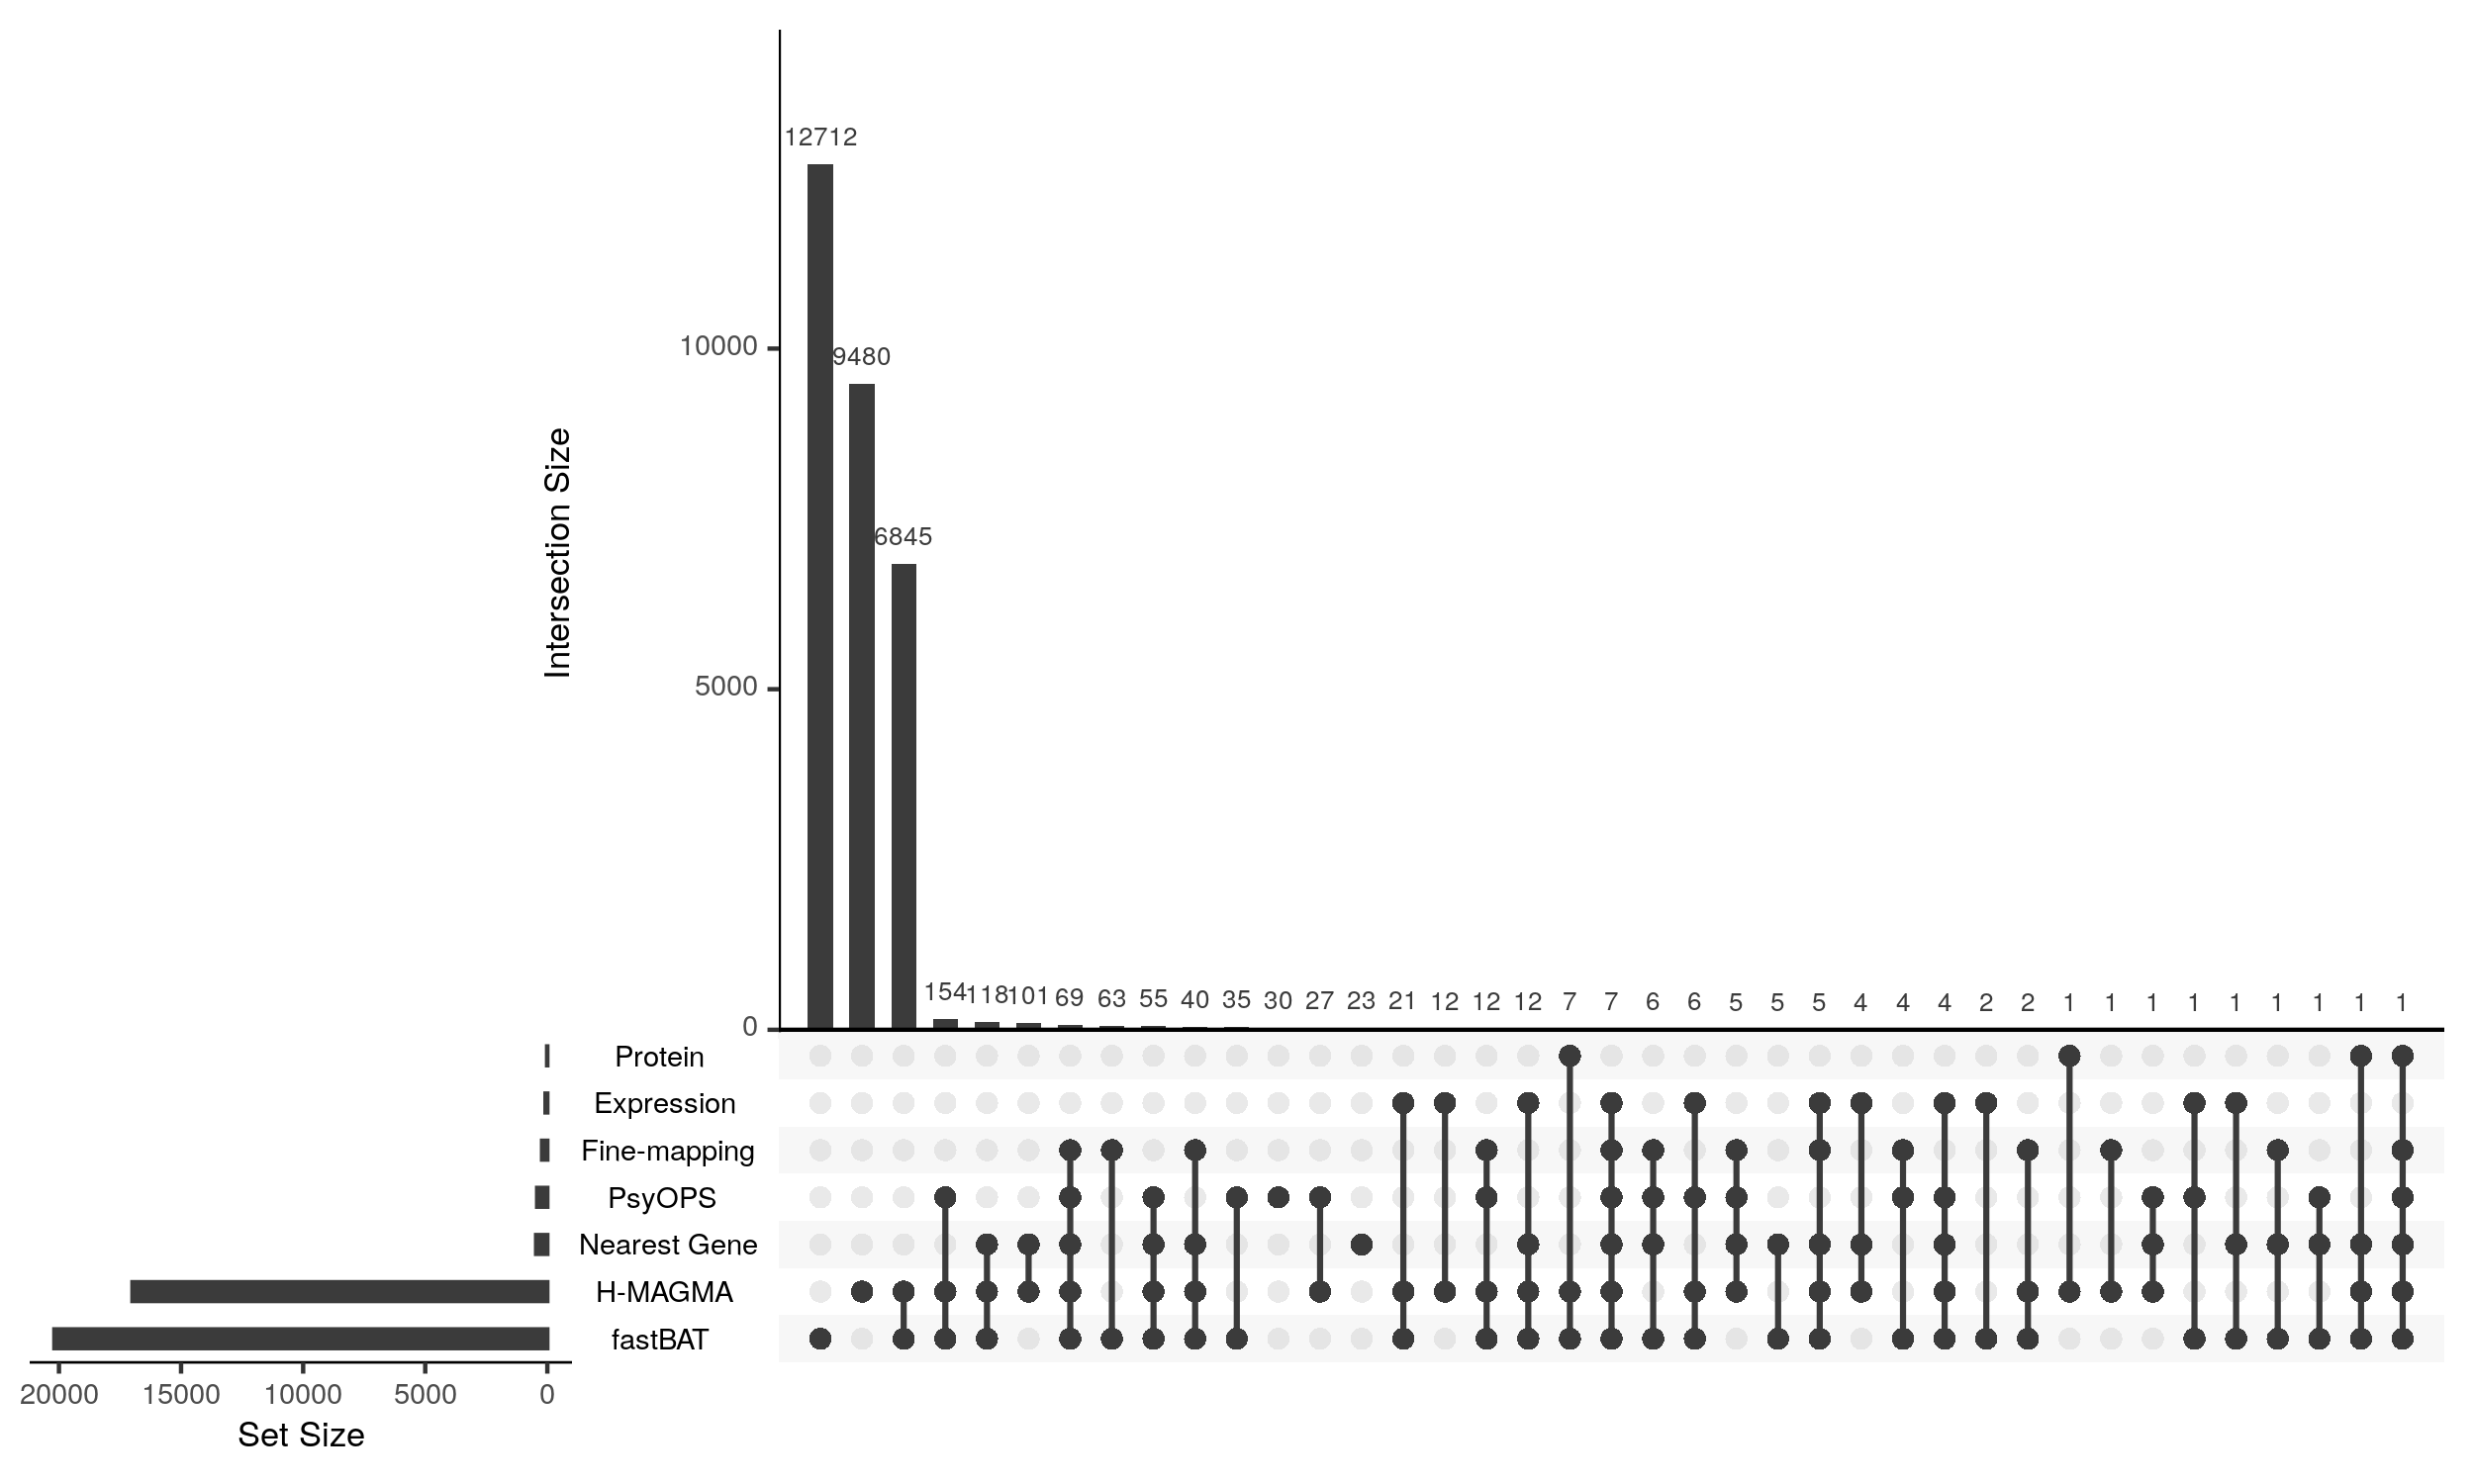 12712
9480
6845
10000
5000
0
Intersection Size
154 118 101 69 63 55 40 35 30 27 23 21 12 12 12 7 7 6 6 5 5 5 4 4 4 2 2 1 1 1 1 1 1 1 1 1
Protein
Expression
Fine-mapping
PsyOPS
Nearest Gene
H-MAGMA
fastBAT
20000 15000 10000 5000 0
Set Size